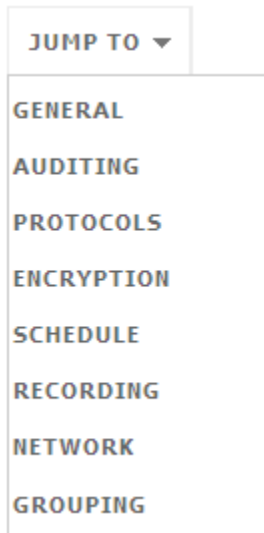 JUMP TO
GENERAL
AUDITING
PROTOCOLS
ENCRYPTION
SCHEDULE
RECORDING
NETWORK
GROUPING